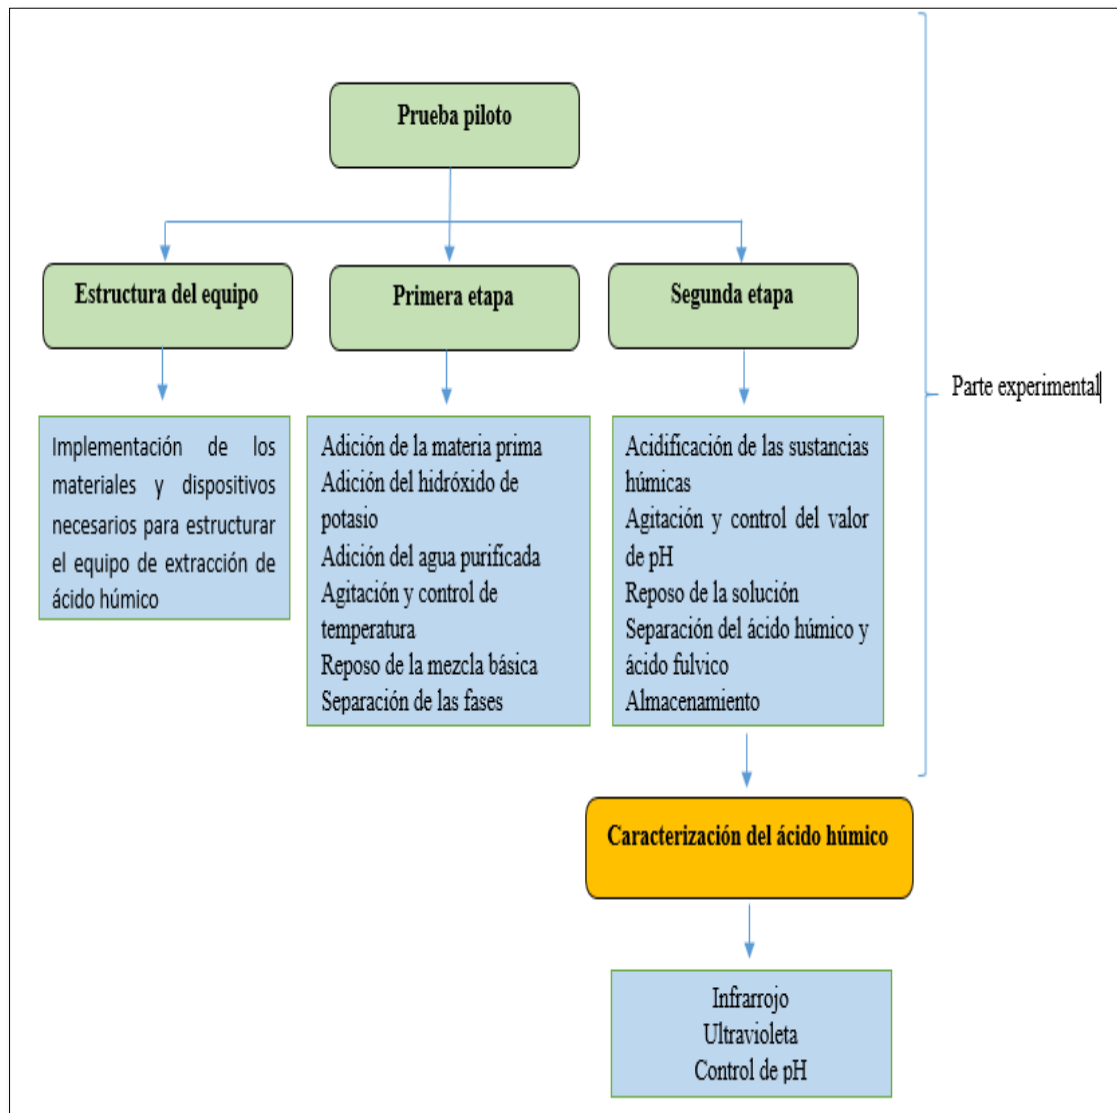 Prueba piloto
Estructura del equipo
Primera etapa
Segunda etapa
Parte experimental
Implementación de los
materiales y dispositivos
necesarios para estructurar
el equipo de extracción de
ácido húmico
Adición de la materia prima
Adición del hidróxido de
potasio
Adición del agua purificada
Agitación y control de
temperatura
Reposo de la mezcla básica
Separación de las fases
Acidificación de las sustancias
húmicas
Agitación y control del valor
de pH
Reposo de la solución
Separación del ácido húmico y
ácido fulvico
Almacenamiento
Caracterización del ácido húmico
Infrarrojo
Ultravioleta
Control de pH